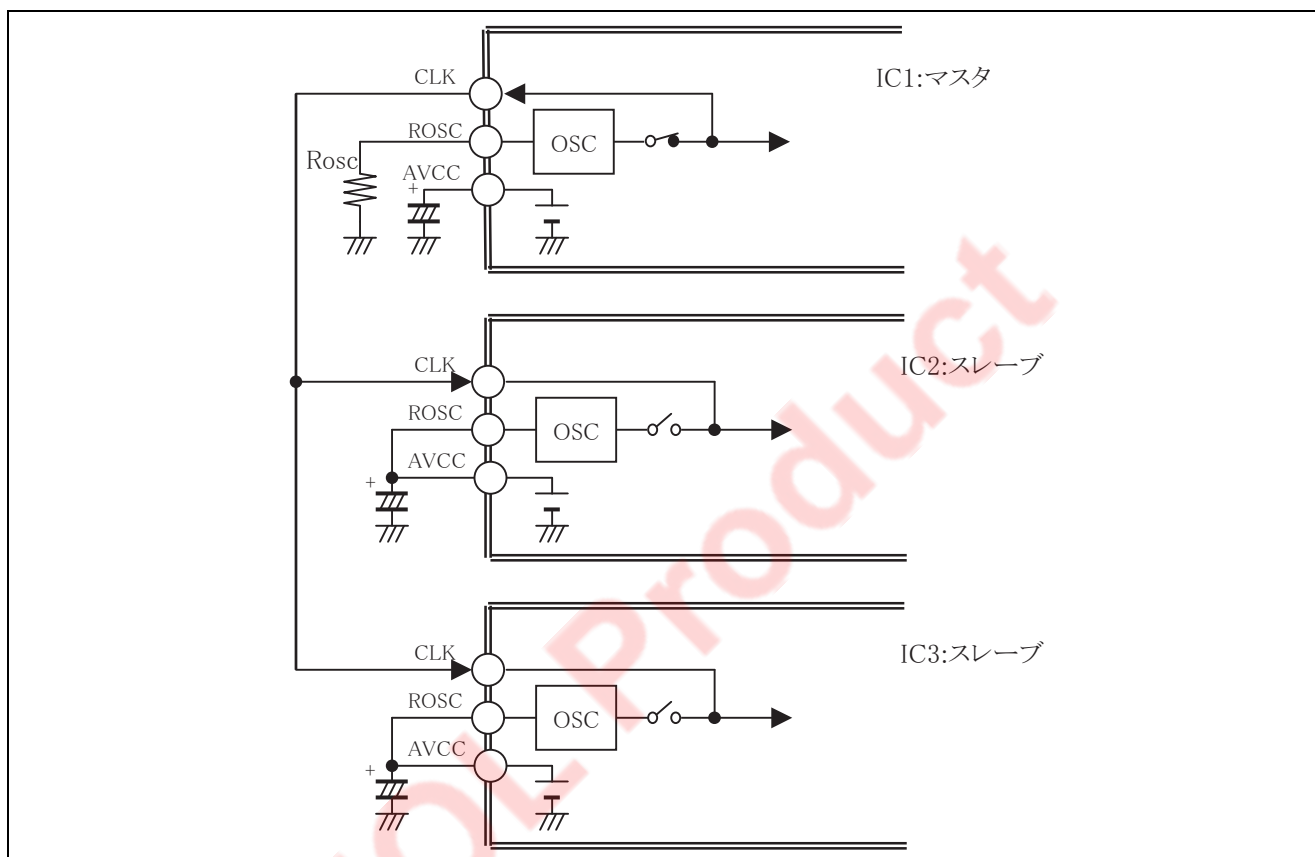 CLK
IC1:マスタ
ROSC
OSC
Rosc
AVCC
+
CLK
IC2:スレーブ
ROSC
OSC
AVCC
+
CLK
IC3:スレーブ
ROSC
OSC
AVCC
+
OL Product